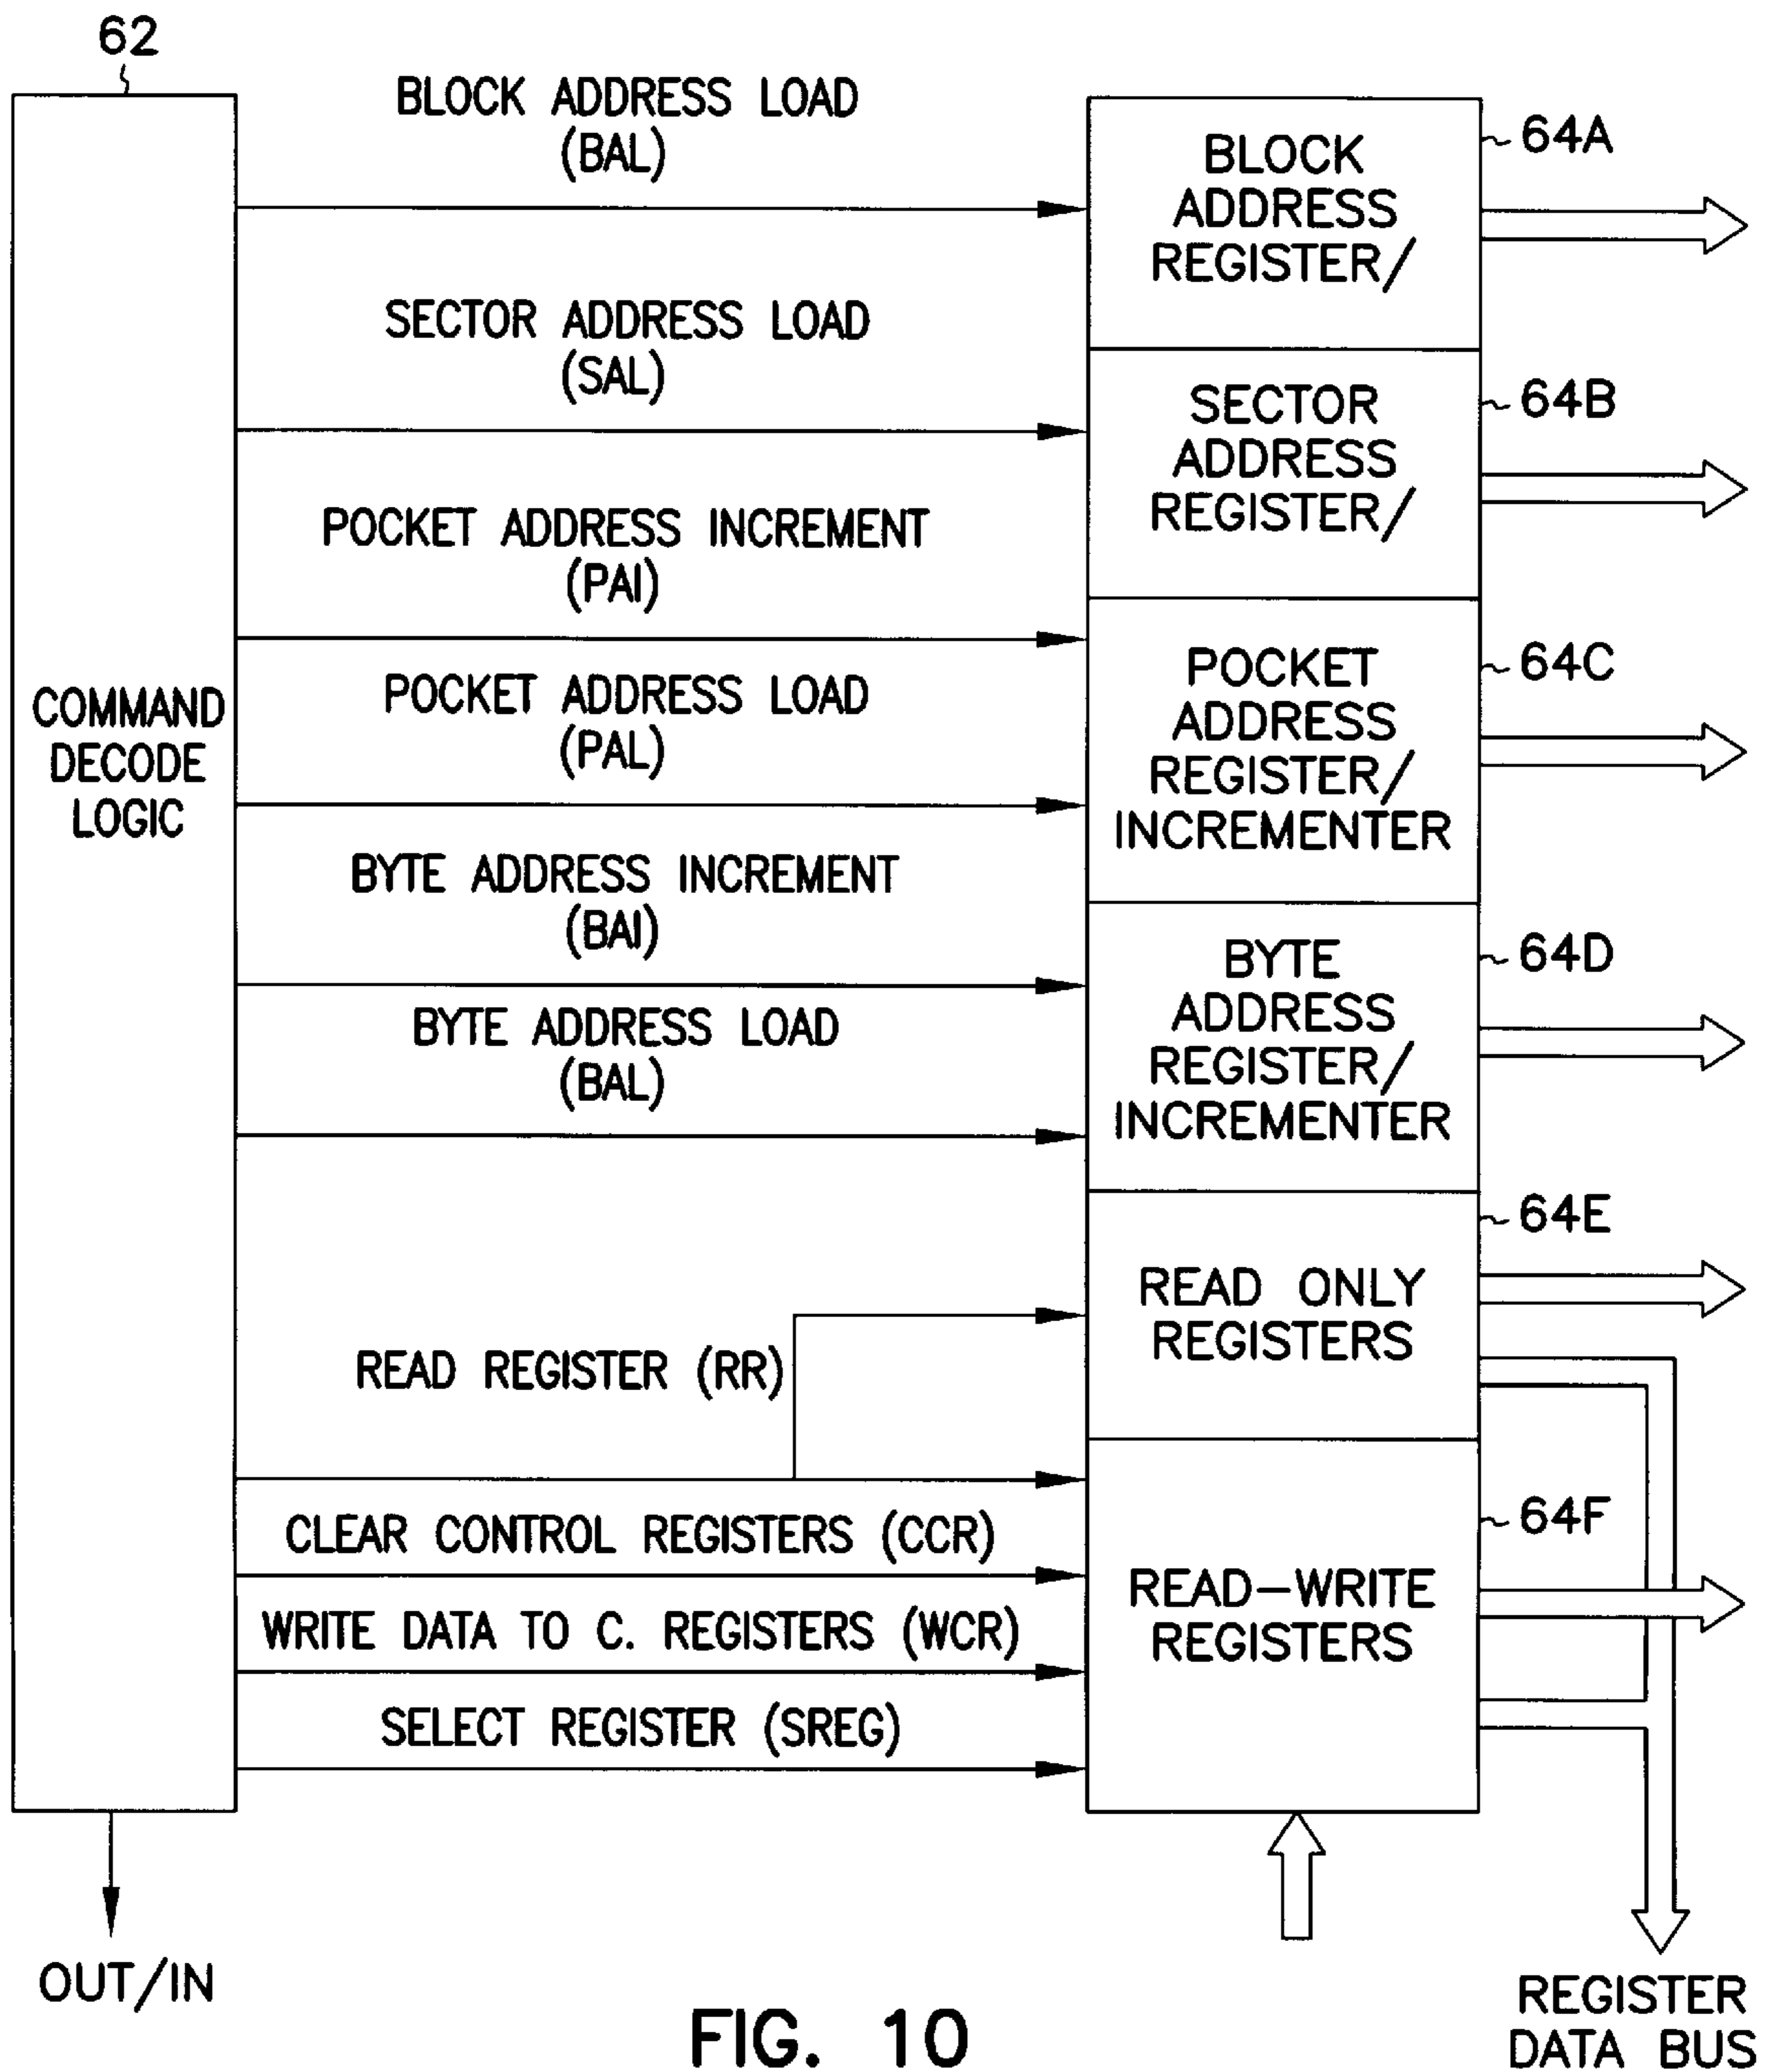 62
COMMAND
DECODE
LOGIC
OUT/IN
BLOCK ADDRESS LOAD
(BAL)
SECTOR ADDRESS LOAD
(SAL)
POCKET ADDRESS INCREMENT
(PAI)
POCKET ADDRESS LOAD
(PAL)
BYTE ADDRESS INCREMENT
(BAI)
BYTE ADDRESS LOAD
(BAL)
READ REGISTER (RR)
CLEAR CONTROL REGISTERS (CCR)
WRITE DATA TO C. REGISTERS (WCR)
SELECT REGISTER (SREG)
BLOCK
ADDRESS
REGISTER/
64A
SECTOR
ADDRESS
REGISTER/
64B
POCKET
ADDRESS
REGISTER/
INCREMENTER
64C
BYTE
ADDRESS
REGISTER/
INCREMENTER
64D
READ ONLY
REGISTERS
64E
READ-WRITE
REGISTERS
64F
REGISTER
DATA BUS
FIG. 10